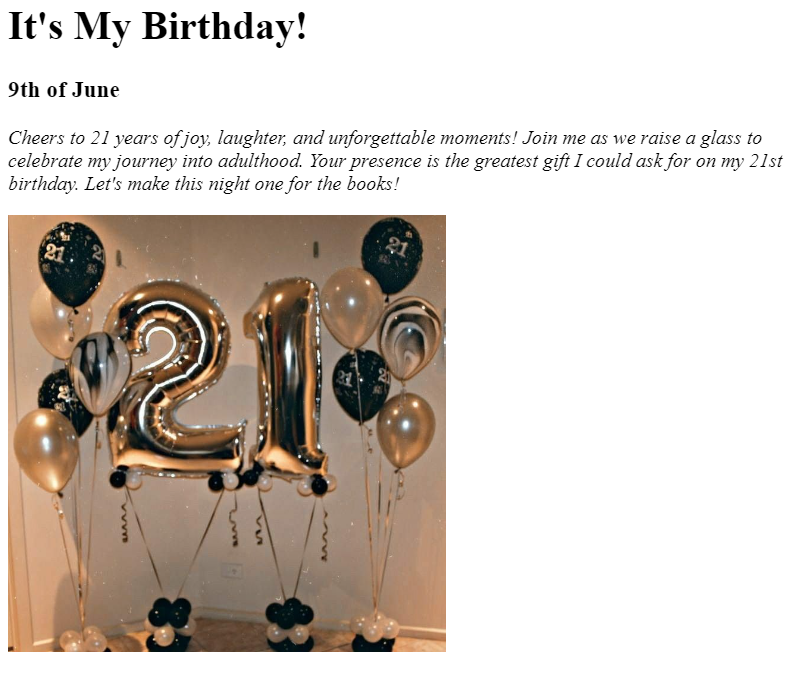 It's My Birthday!
9th of June
Cheers to 21 years of joy, laughter, and unforgettable moments! Join me as we raise a glass to
celebrate my journey into adulthood. Your presence is the greatest gift I could ask for on my 21st
birthday. Let's make this night one for the books!
21
21
21
21
21